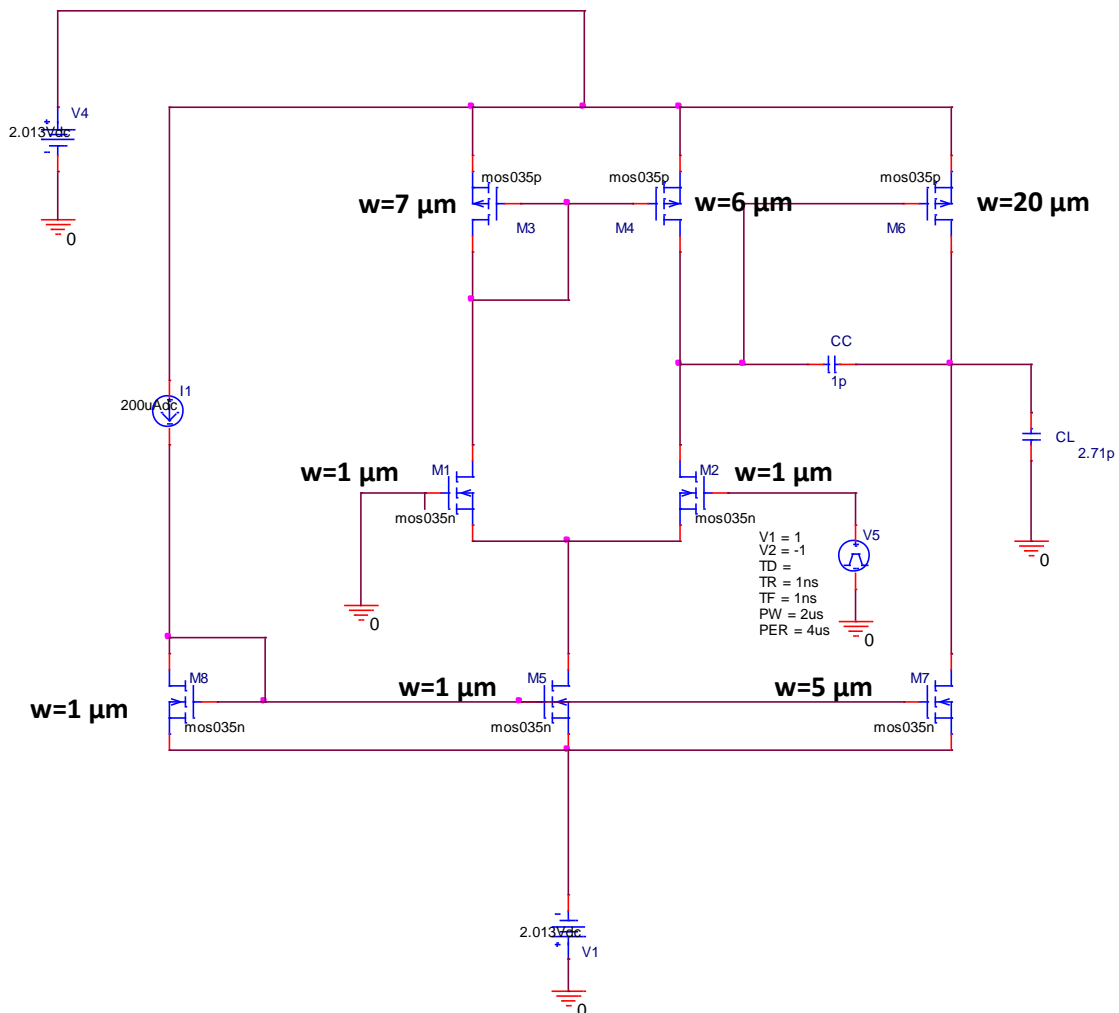 V4
2.013Vdc
0
mos035p
w=7 µm
M3
mos035p
w=6 µm
M4
mos035p
w=20 µm
M6
CC
1p
I1
200uAdc
CL
2.71p
w=1 µm
M1
mos035n
M2
w=1 µm
mos035n
V5
V1 = 1
V2 = -1
TD =
TR = 1ns
TF = 1ns
PW = 2us
PER = 4us
0
0
0
M8
w=1 µm
mos035n
w=1 µm
M5
mos035n
w=5 µm
M7
mos035n
2.013Vdc
V1
0